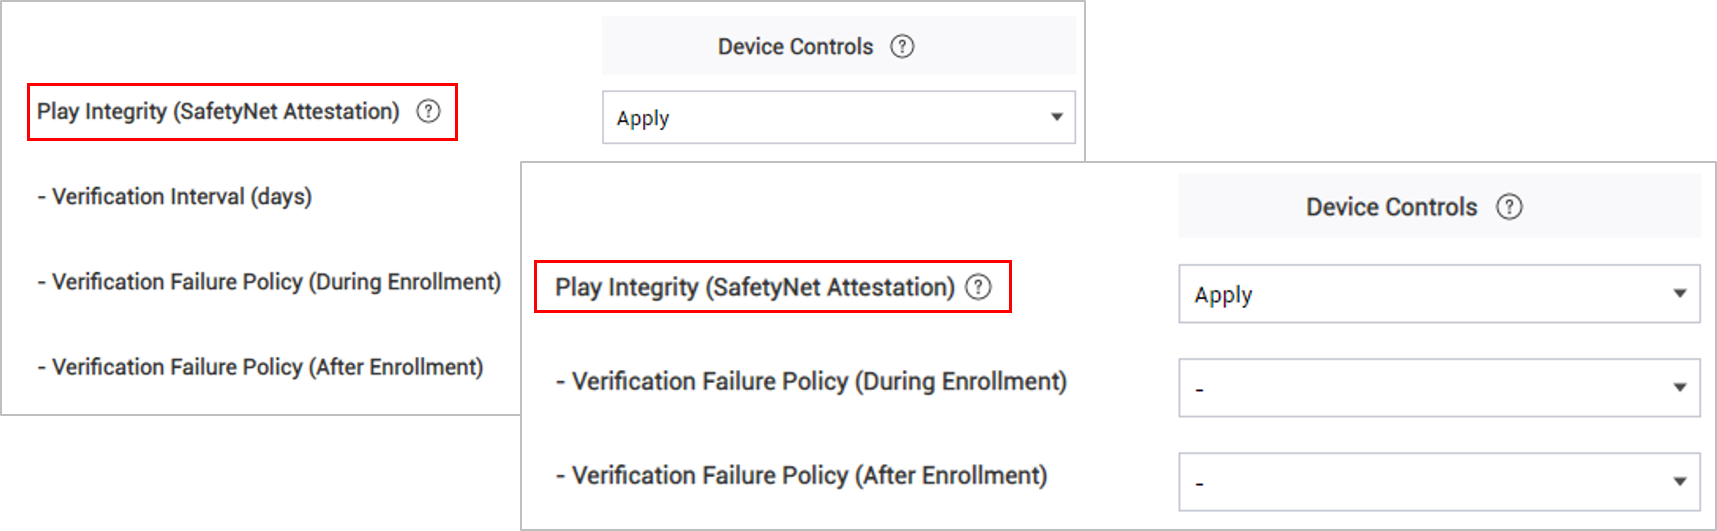 Device Controls ?
Play Integrity (SafetyNet Attestation) ?
Apply
- Verification Interval (days)
- Verification Failure Policy (During Enrollment)
- Verification Failure Policy (After Enrollment)
Device Controls ?
Play Integrity (SafetyNet Attestation) ?
Apply
- Verification Failure Policy (During Enrollment)
-
- Verification Failure Policy (After Enrollment)
-